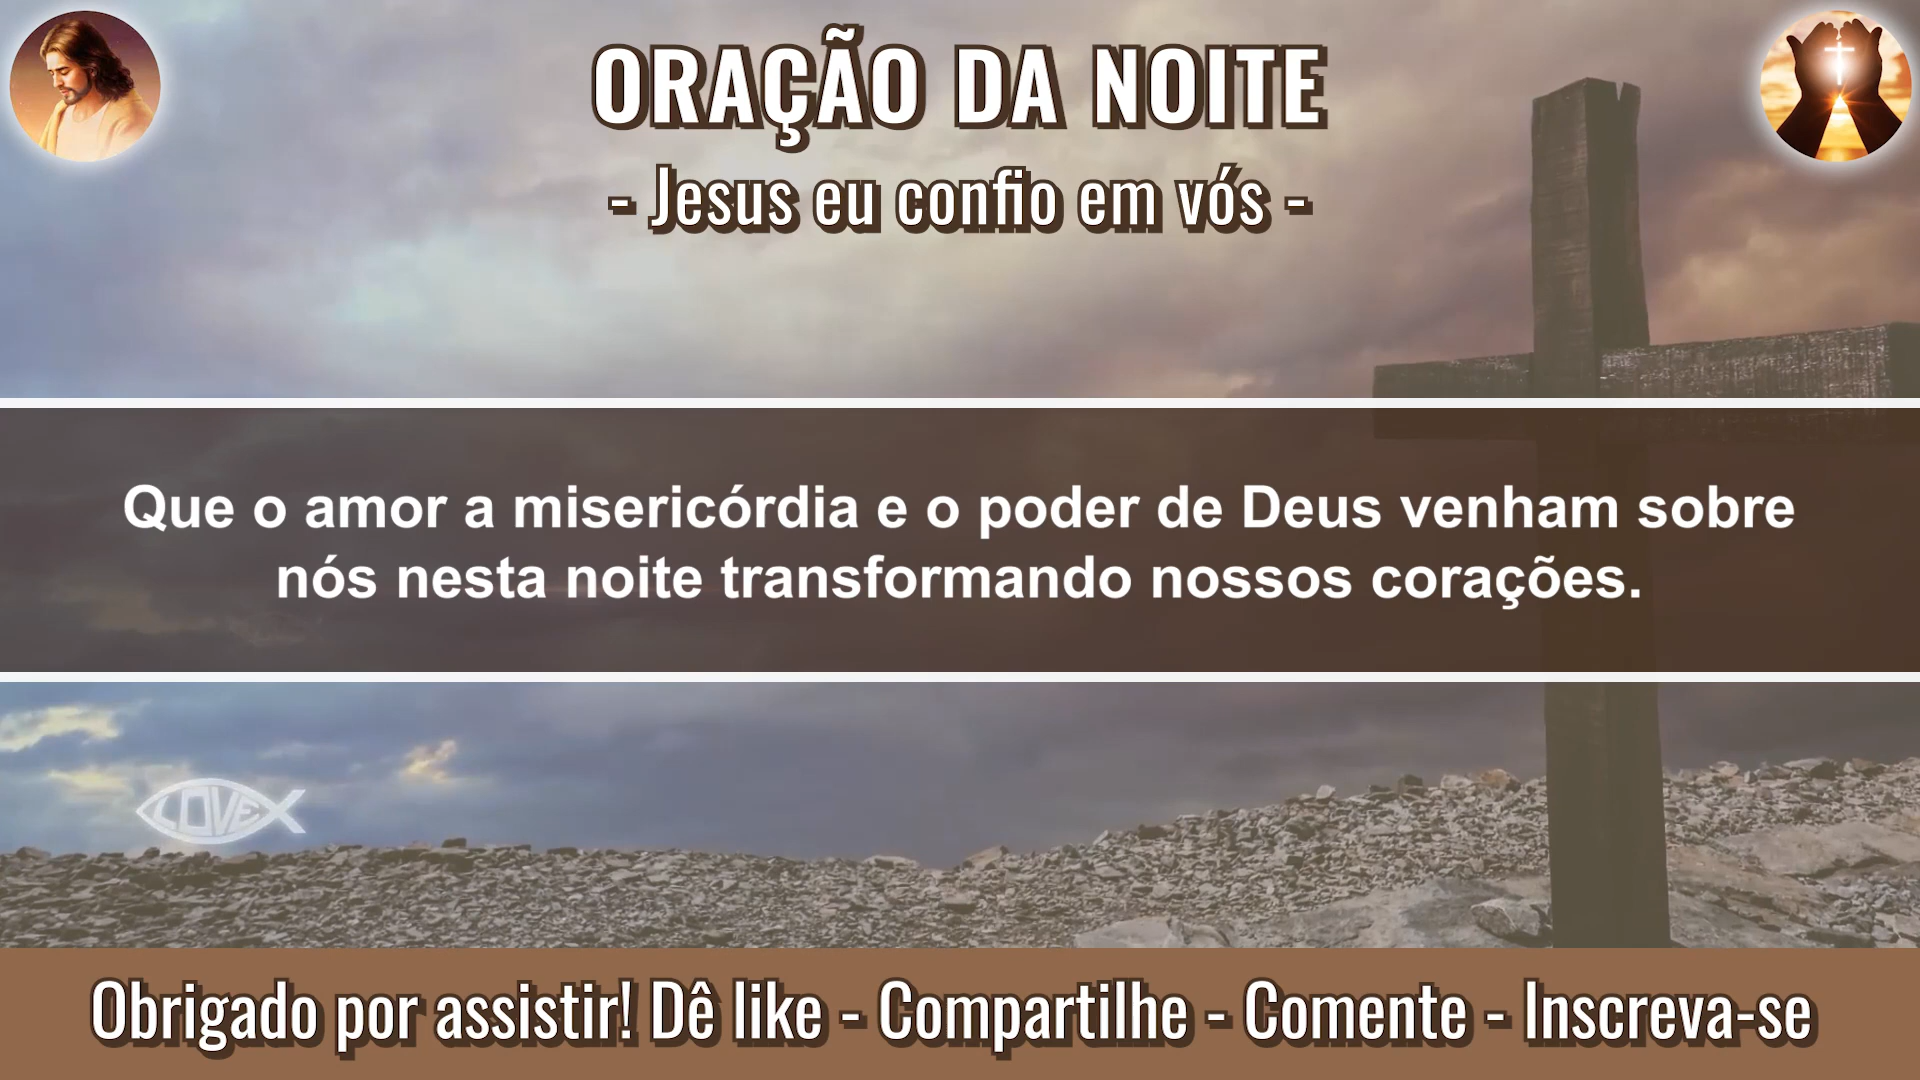 ORAÇÃO DA NOITE
- Jesus eu confio em vós -
Que o amor a misericórdia e o poder de Deus venham sobre
nós nesta noite transformando nossos corações.
LOVE
Obrigado por assistir! Dê like - Compartilhe - Comente - Inscreva-se